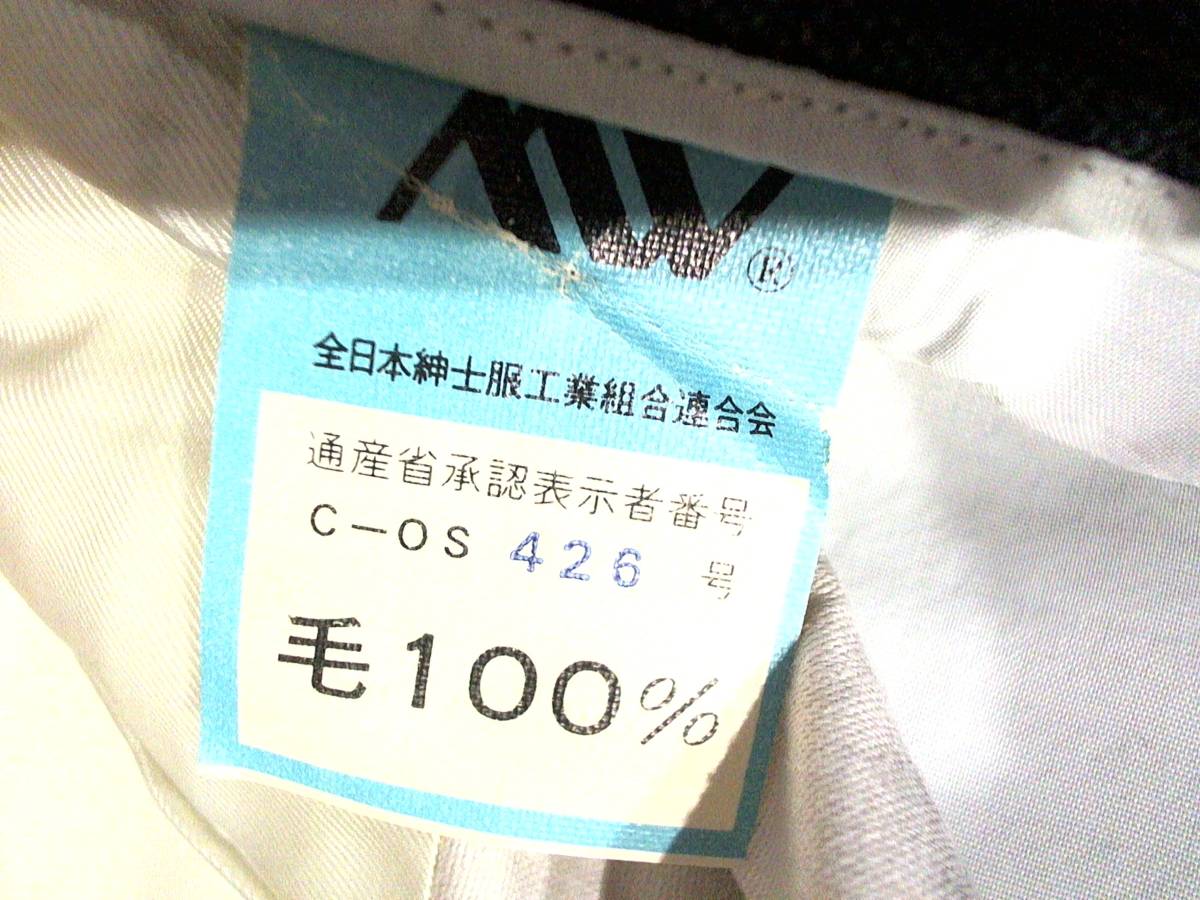 ®
全日本紳士服工業組合連合会
通産省承認表示者番号
C-OS 426 号
毛100%